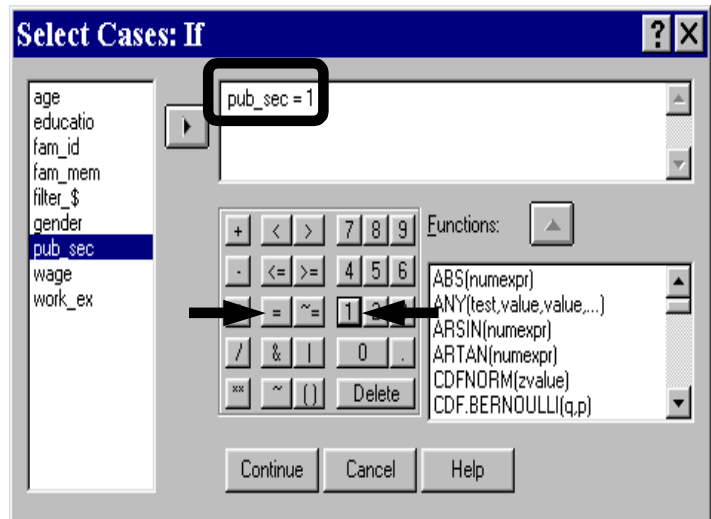 Select Cases: If
? X
age
educatio
fam_id
fam_mem
filter_$
gender
pub_sec
wage
work_ex
pub_sec = 1
+ < > 7 8 9
- <= >= 4 5 6
= ~= 1
/ & | 0 .
** ~ () Delete
Functions:
ABS(numexpr)
ANY(test,value,value,...)
ARSIN(numexpr)
ARTAN(numexpr)
CDFNORM(zvalue)
CDF.BERNOULLI(q,p)
Continue Cancel Help